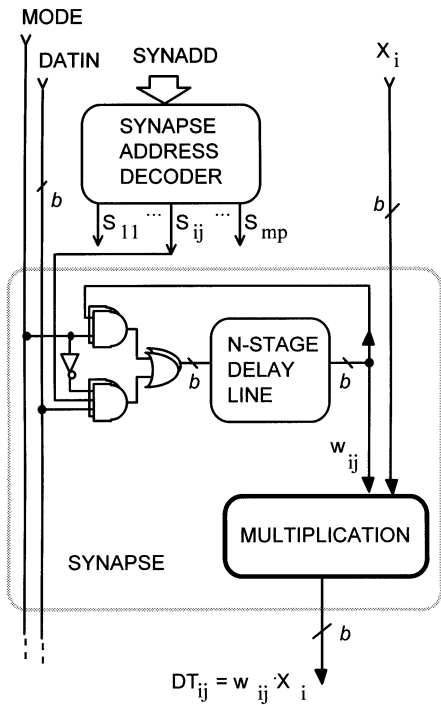 MODE
DATIN
SYNADD
X i
SYNAPSE
ADDRESS
DECODER
b
b
S 11 ... S ij ... S mp
N-STAGE
DELAY
LINE
b
b
w ij
MULTIPLICATION
SYNAPSE
b
DT ij = w ij · X i